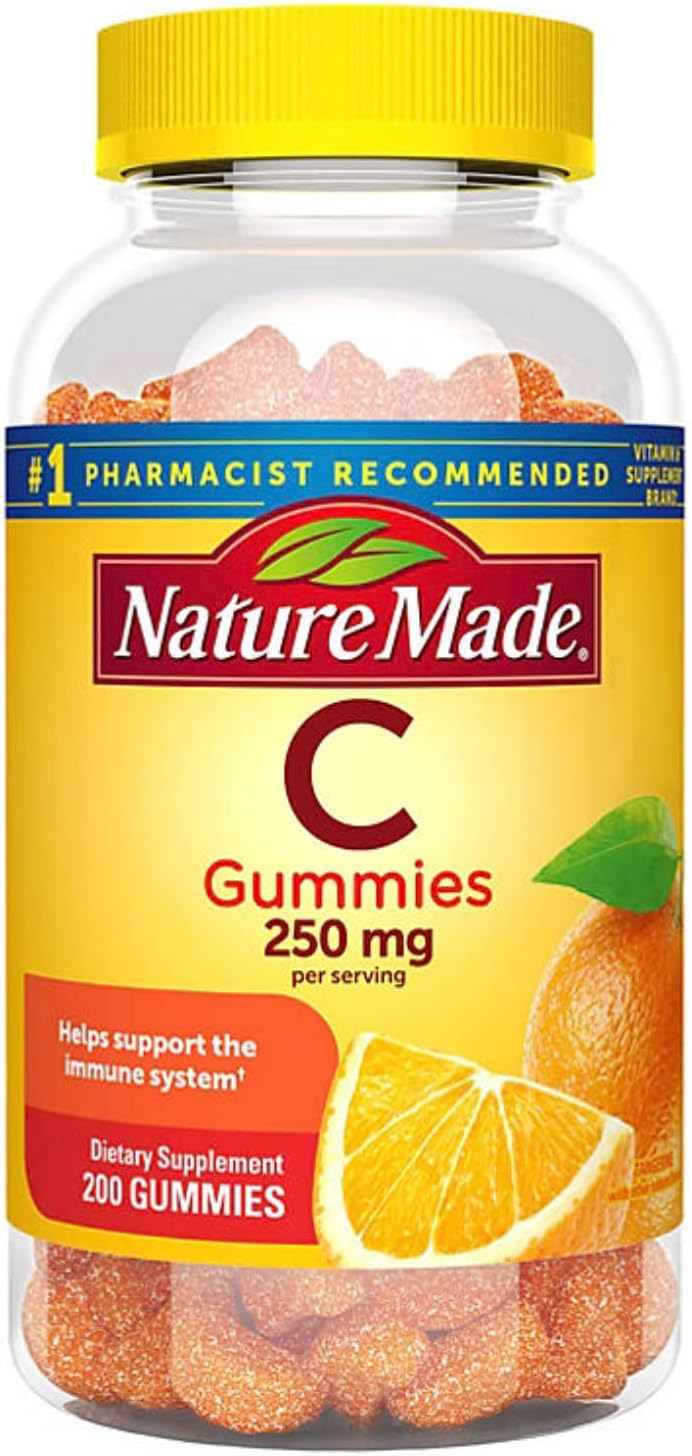 #1 PHARMACIST RECOMMENDED
VITAMIN
SUPPLEMENT
BRAND
Nature Made®
C
Gummies
250 mg
per serving
Helps support the
immune system†
Dietary Supplement
200 GUMMIES
TANGERINE